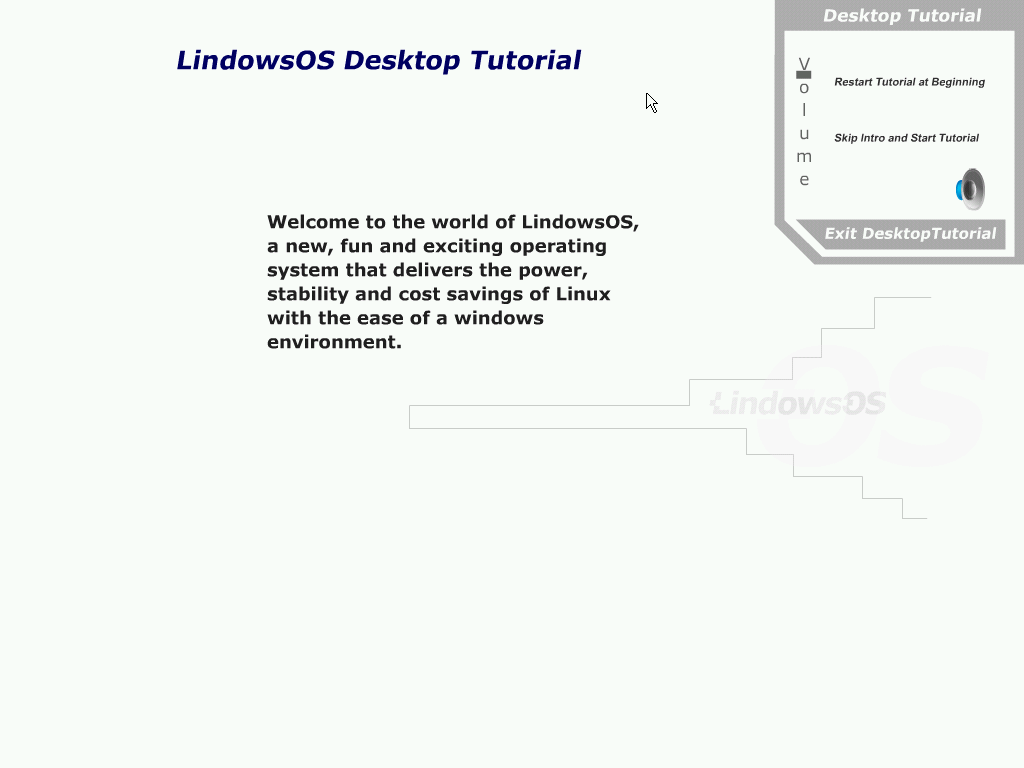 Desktop Tutorial
LindowsOS Desktop Tutorial
Volume
Restart Tutorial at Beginning
Skip Intro and Start Tutorial
Exit DesktopTutorial
Welcome to the world of LindowsOS,
a new, fun and exciting operating
system that delivers the power,
stability and cost savings of Linux
with the ease of a windows
environment.
LindowsOS
OS